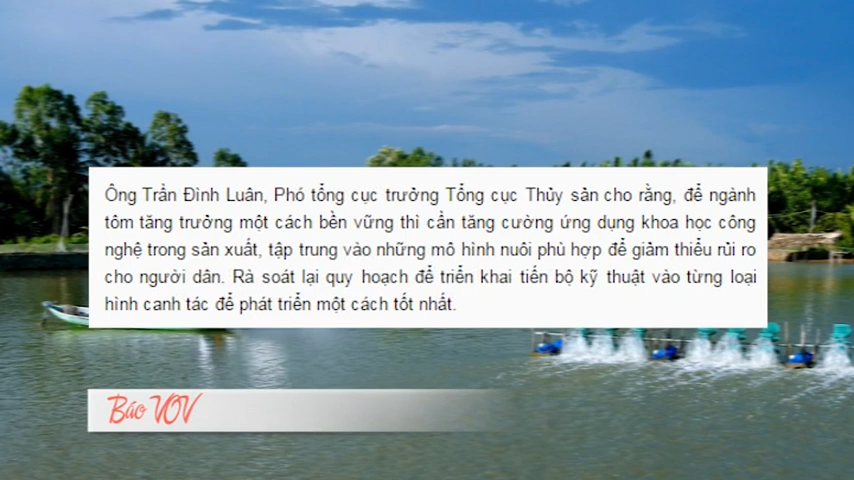 Ông Trần Đình Luân, Phó tổng cục trưởng Tổng cục Thủy sản cho rằng, để ngành
tôm tăng trưởng một cách bền vững thì cần tăng cường ứng dụng khoa học công
nghệ trong sản xuất, tập trung vào những mô hình nuôi phù hợp để giảm thiểu rủi ro
cho người dân. Rà soát lại quy hoạch để triển khai tiến bộ kỹ thuật vào từng loại
hình canh tác để phát triển một cách tốt nhất.
Báo VOV